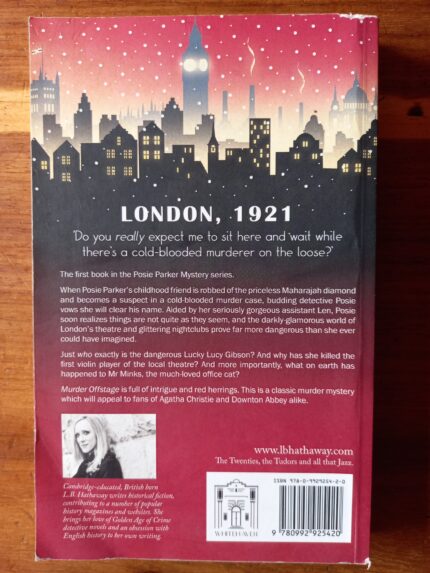 LONDON, 1921
'Do you really expect me to sit here and wait while
there's a cold-blooded murderer on the loose?'
The first book in the Posie Parker Mystery series.
When Posie Parker's childhood friend is robbed of the priceless Maharajah diamond
and becomes a suspect in a cold-blooded murder case, budding detective Posie
vows she will clear his name. Aided by her seriously gorgeous assistant Len, Posie
soon realizes things are not quite as they seem, and the darkly-glamorous world of
London's theatre and glittering nightclubs prove far more dangerous than she ever
could have imagined.
Just who exactly is the dangerous Lucky Lucy Gibson? And why has she killed the
first violin player of the local theatre? And more importantly, what on earth has
happened to Mr Minks, the much-loved office cat?
Murder Offstage is full of intrigue and red herrings. This is a classic murder mystery
which will appeal to fans of Agatha Christie and Downton Abbey alike.
Cambridge-educated, British born
L.B. Hathaway writes historical fiction,
contributing to a number of popular
history magazines and websites. She
brings her love of Golden Age of Crime
detective novels and an obsession with
English history to her own writing.
www.lbhathaway.com
The Twenties, the Tudors and all that Jazz.
WHITEHAVEN
ISBN 978-0-9929254-2-0
9 780992 925420